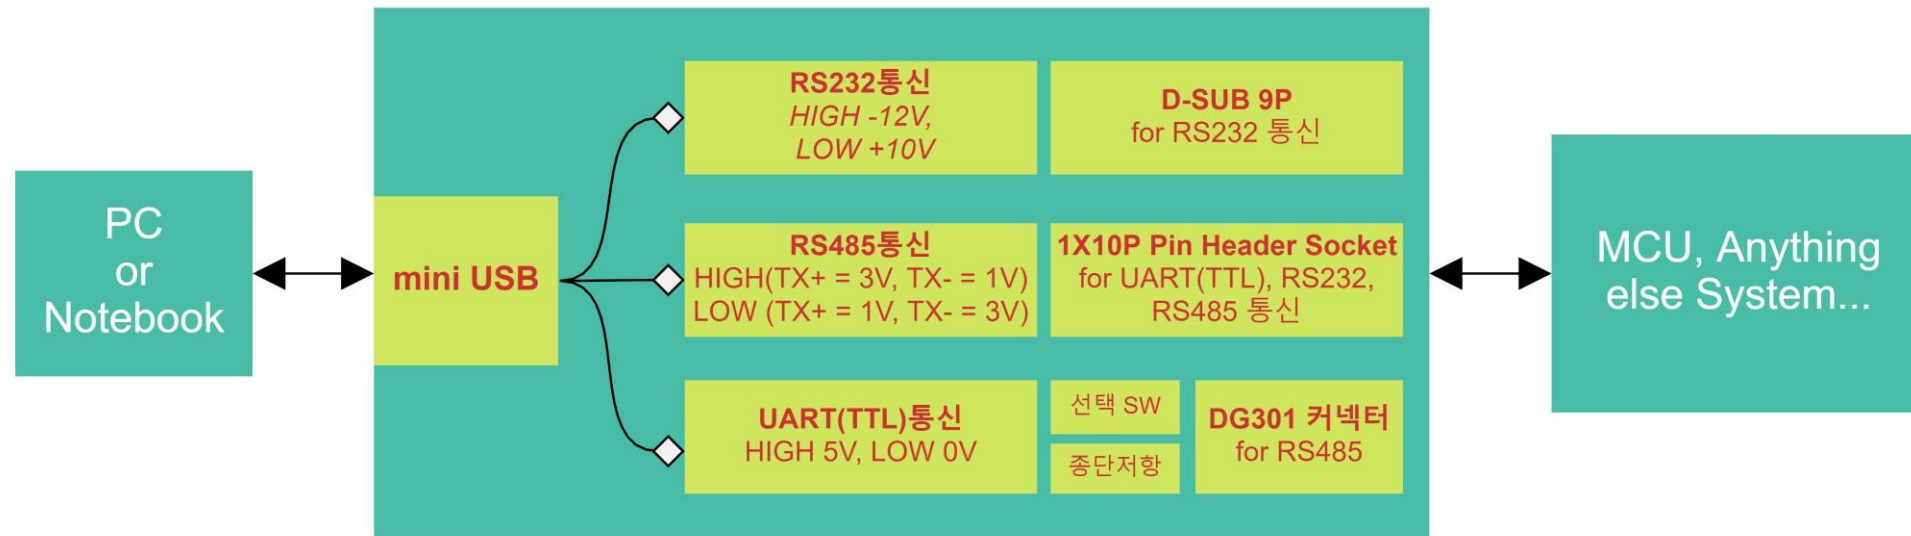 PC
or
Notebook
mini USB
RS232통신
HIGH -12V,
LOW +10V
D-SUB 9P
for RS232 통신
RS485통신
HIGH(TX+ = 3V, TX- = 1V)
LOW (TX+ = 1V, TX- = 3V)
1X10P Pin Header Socket
for UART(TTL), RS232,
RS485 통신
UART(TTL)통신
HIGH 5V, LOW 0V
선택 SW
종단저항
DG301 커넥터
for RS485
MCU, Anything
else System...